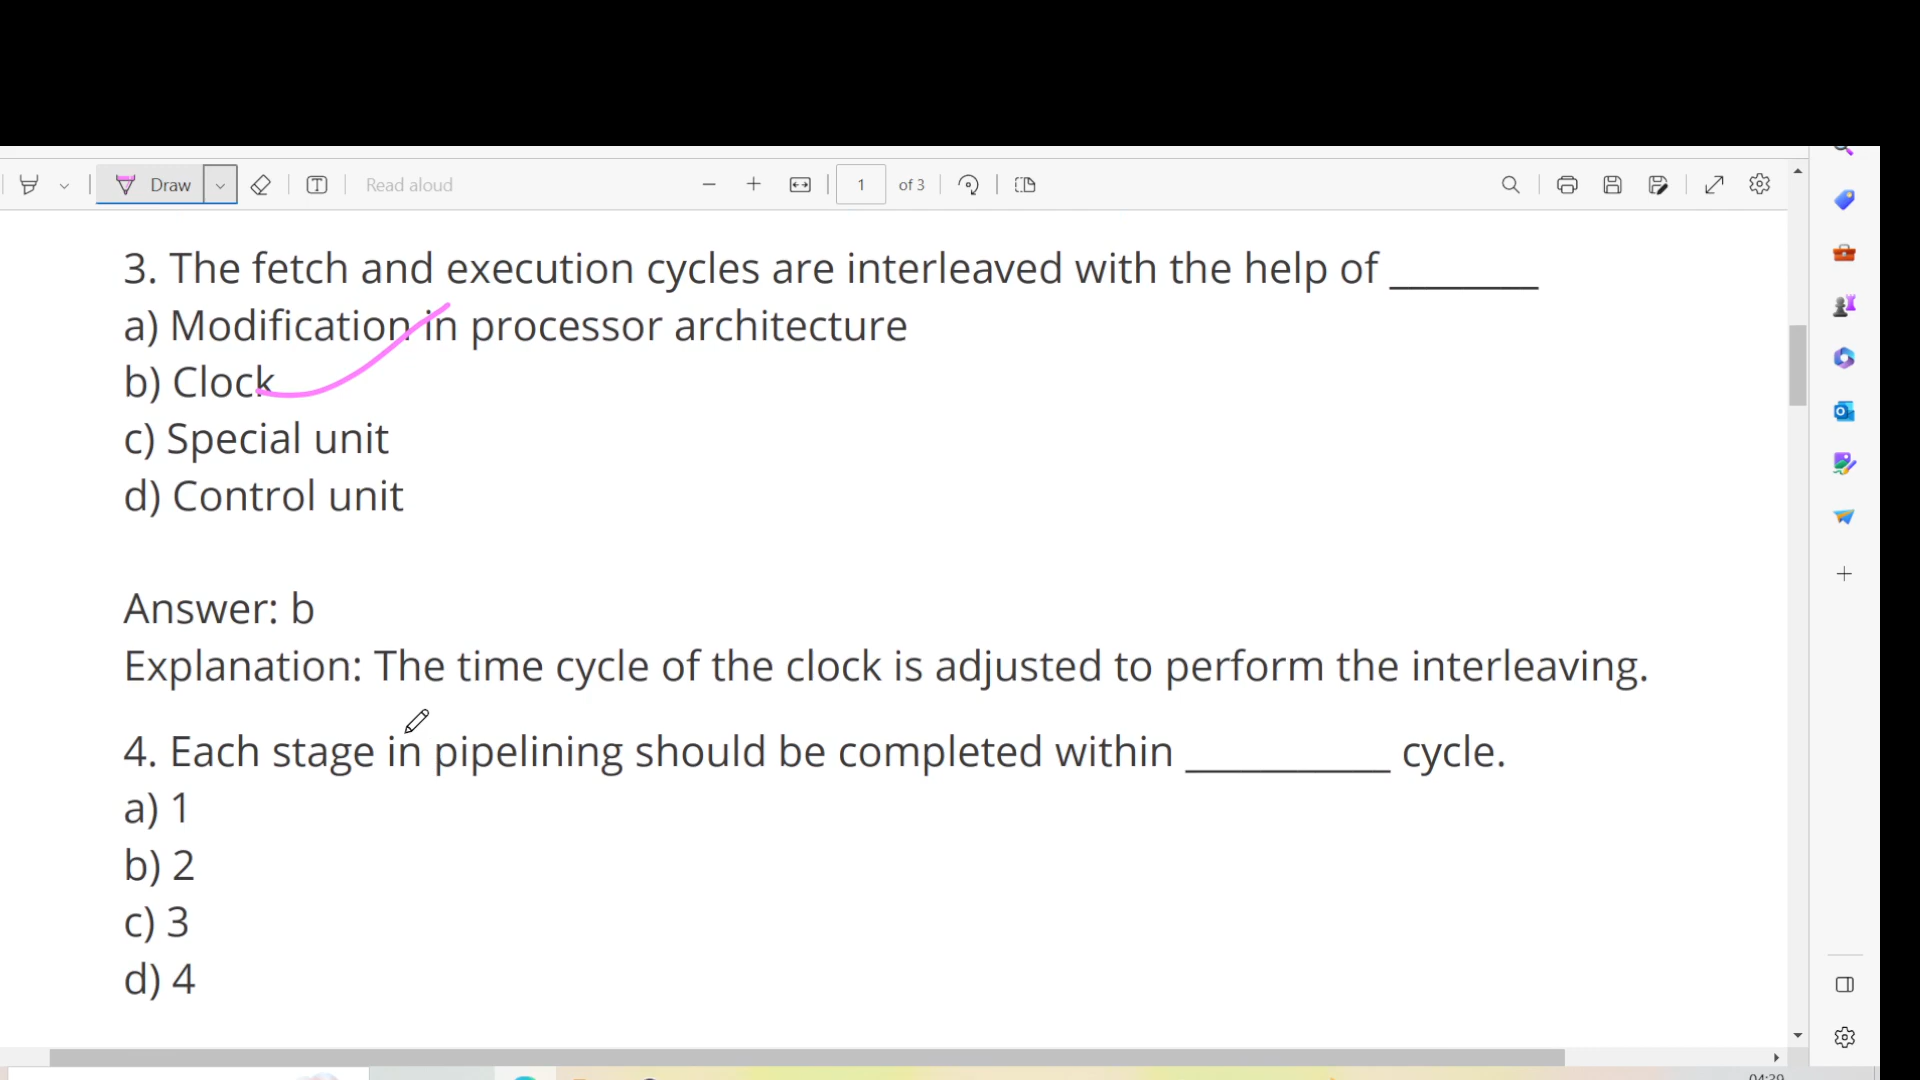 Draw
Read aloud
1 of 3
3. The fetch and execution cycles are interleaved with the help of ________
a) Modification in processor architecture
b) Clock
c) Special unit
d) Control unit
Answer: b
Explanation: The time cycle of the clock is adjusted to perform the interleaving.
4. Each stage in pipelining should be completed within ___________ cycle.
a) 1
b) 2
c) 3
d) 4